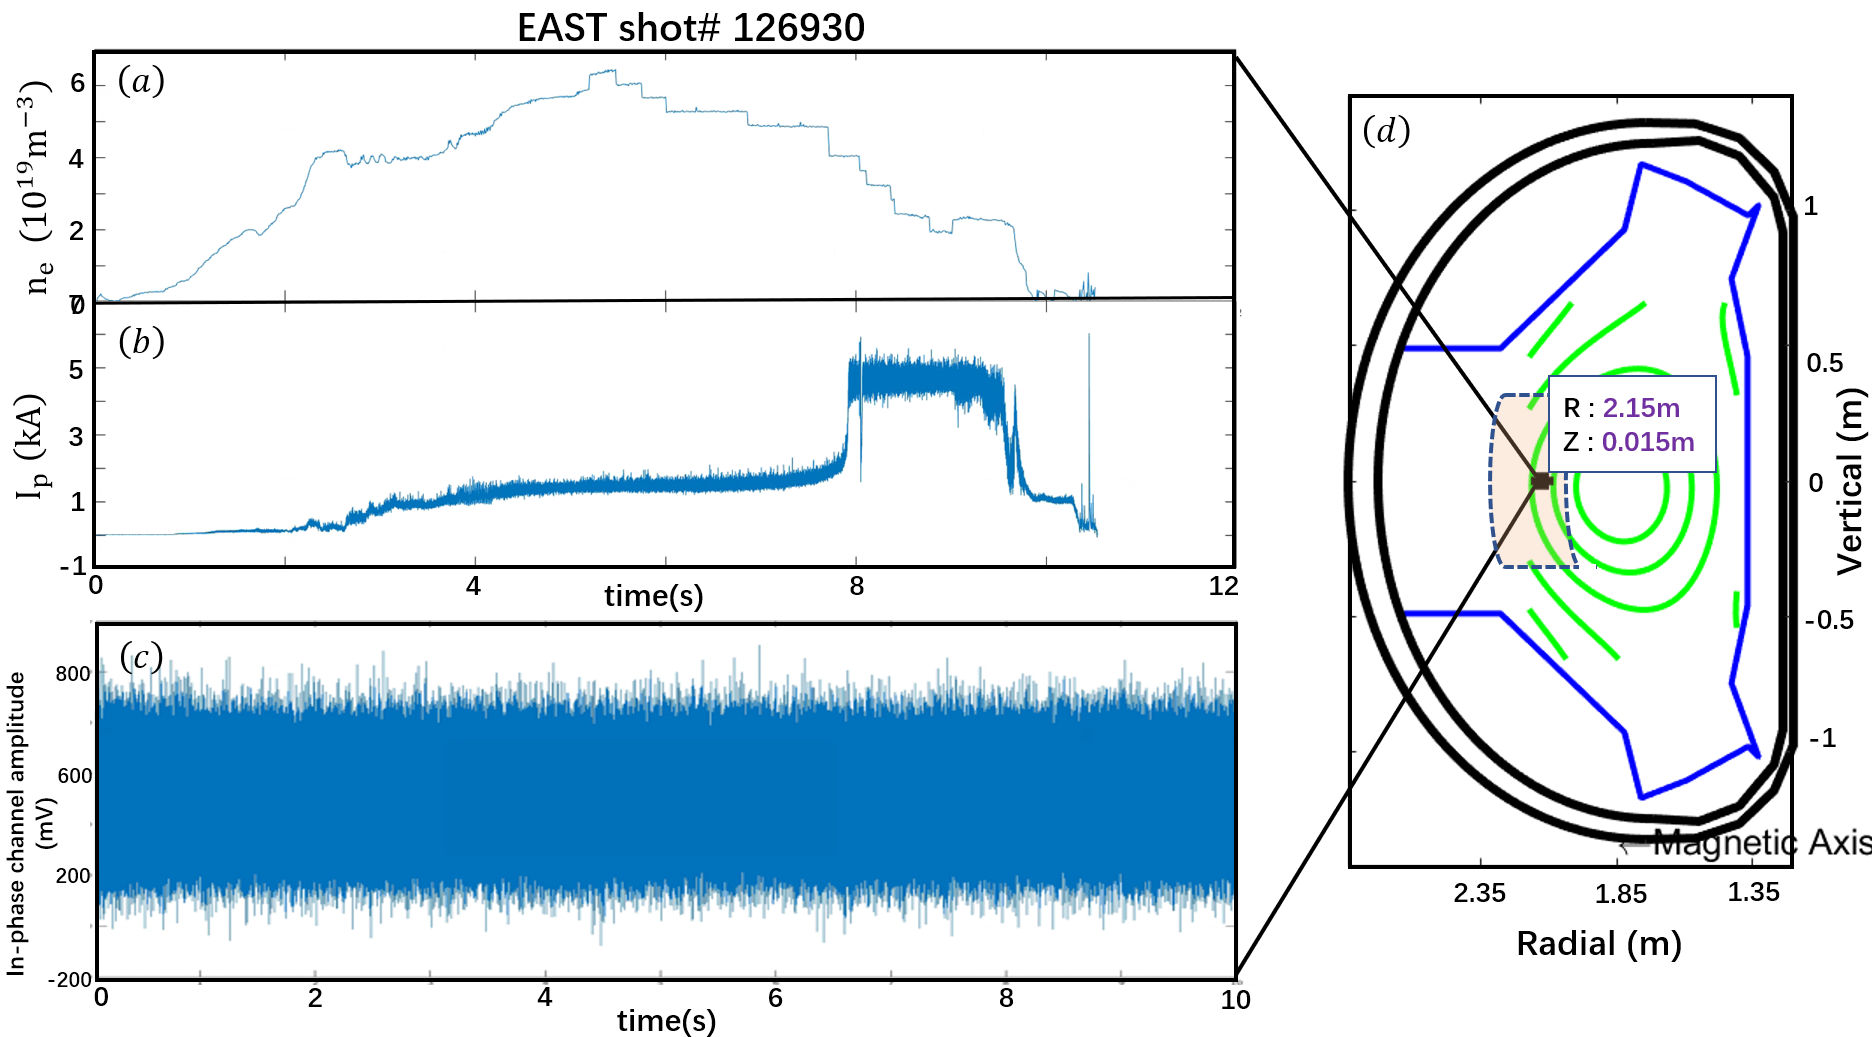 EAST shot# 126930
(a)
6
4
2
0
n_e (10^19 m^−3)
(b)
7
5
3
1
-1
I_p (kA)
0
4
8
12
time(s)
(c)
800
600
200
-200
In-phase channel amplitude
(mV)
0
2
4
6
8
10
time(s)
(d)
R : 2.15m
Z : 0.015m
1
0.5
0
-0.5
-1
Vertical (m)
←Magnetic Axis
2.35
1.85
1.35
Radial (m)